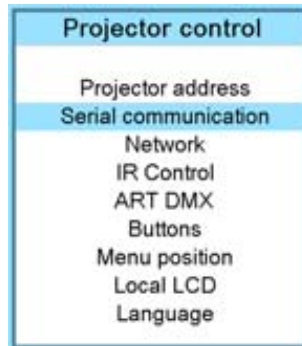 Projector control
Projector address
Serial communication
Network
IR Control
ART DMX
Buttons
Menu position
Local LCD
Language